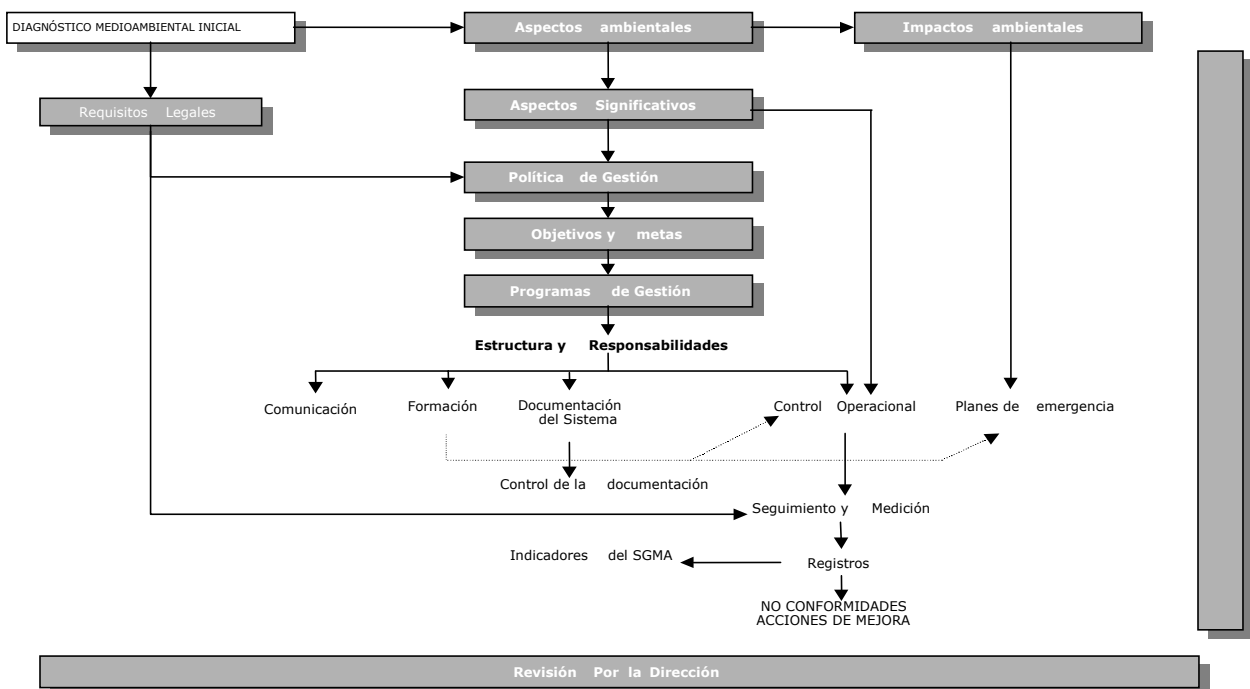 DIAGNÓSTICO MEDIOAMBIENTAL INICIAL
Aspectos ambientales
Impactos ambientales
Requisitos Legales
Aspectos Significativos
Política de Gestión
Objetivos y metas
Programas de Gestión
Estructura y Responsabilidades
Comunicación
Formación
Documentación
del Sistema
Control Operacional
Planes de emergencia
Control de la documentación
Seguimiento y Medición
Indicadores del SGMA
Registros
NO CONFORMIDADES
ACCIONES DE MEJORA
Revisión Por la Dirección